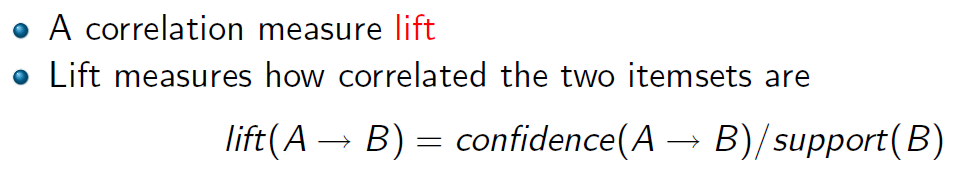 A correlation measure lift
Lift measures how correlated the two itemsets are
lift(A → B) = confidence(A → B)/support(B)